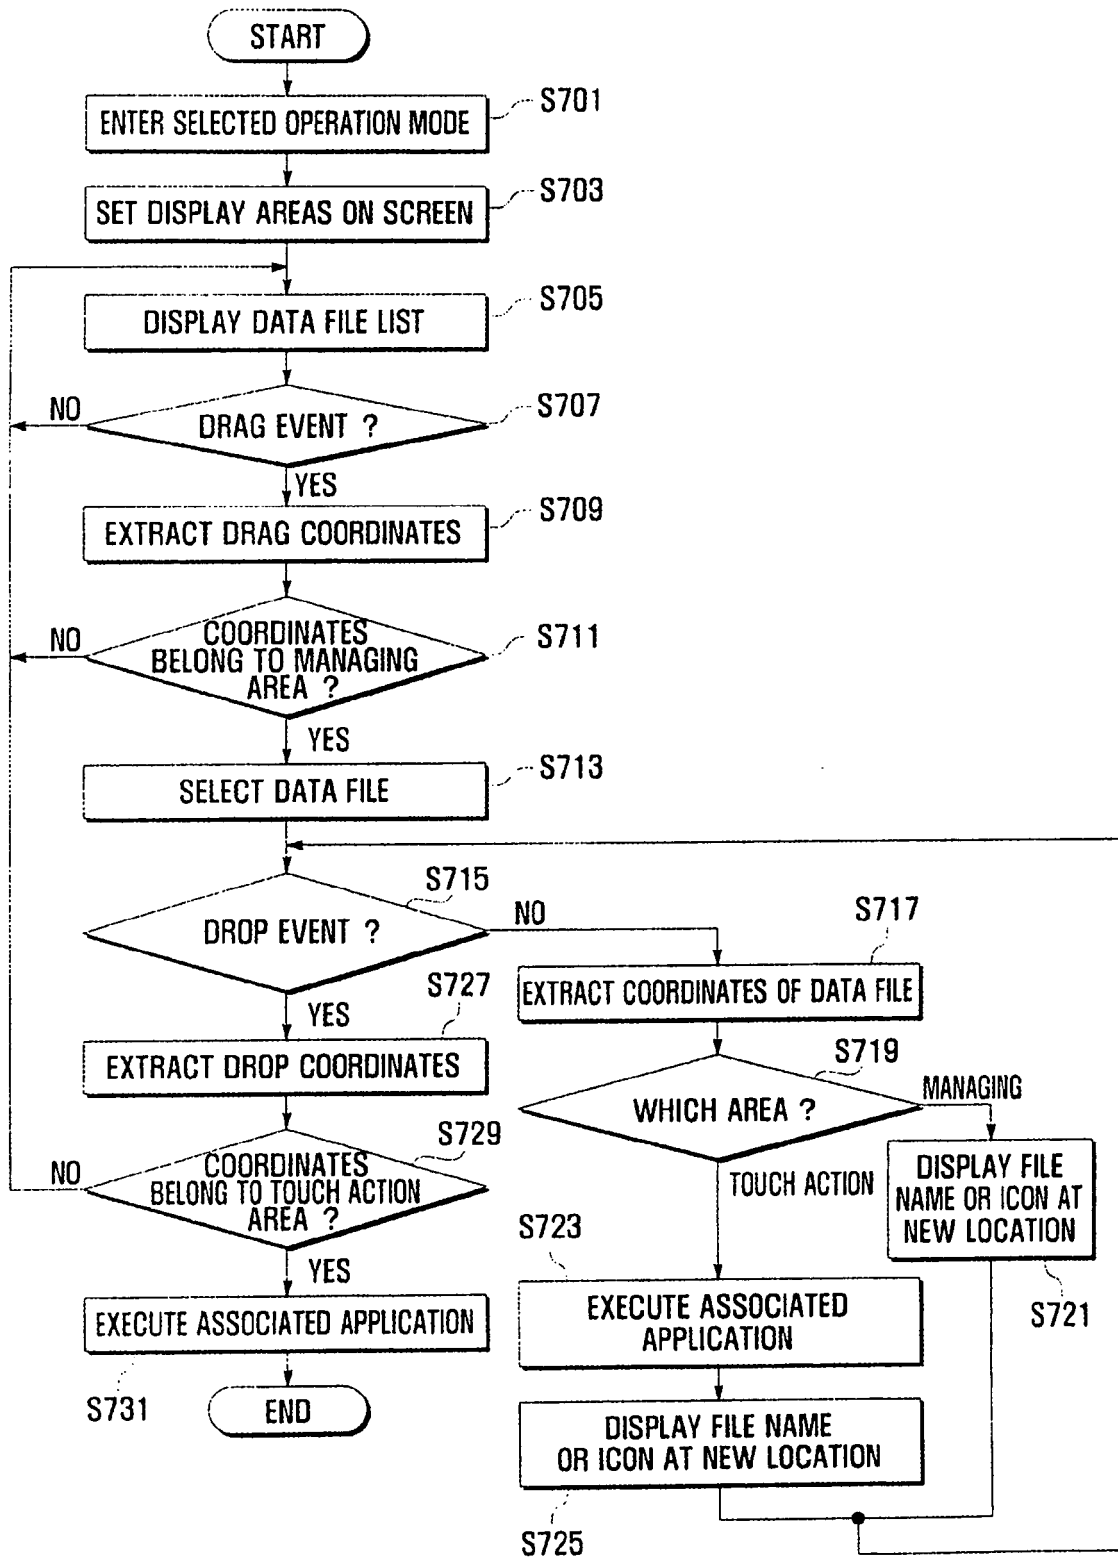 START
S701
ENTER SELECTED OPERATION MODE
S703
SET DISPLAY AREAS ON SCREEN
S705
DISPLAY DATA FILE LIST
NO
S707
DRAG EVENT ?
YES
S709
EXTRACT DRAG COORDINATES
NO
COORDINATES
BELONG TO MANAGING
AREA ?
S711
YES
S713
SELECT DATA FILE
S715
DROP EVENT ?
NO
S717
EXTRACT COORDINATES OF DATA FILE
S727
YES
EXTRACT DROP COORDINATES
S719
WHICH AREA ?
MANAGING
S729
NO
COORDINATES
BELONG TO TOUCH ACTION
AREA ?
TOUCH ACTION
DISPLAY FILE
NAME OR ICON AT
NEW LOCATION
S721
S723
YES
EXECUTE ASSOCIATED APPLICATION
S731
EXECUTE ASSOCIATED
APPLICATION
END
DISPLAY FILE NAME
OR ICON AT NEW LOCATION
S725